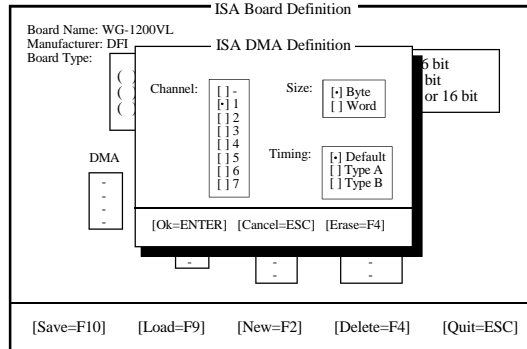 ISA Board Definition
Board Name: WG-1200VL
Manufacturer: DFI
Board Type:
ISA DMA Definition
bit
bit
or 16 bit
Channel:
[ ] -
[•] 1
[ ] 2
[ ] 3
[ ] 4
[ ] 5
[ ] 6
[ ] 7
Size:
[•] Byte
[ ] Word
Timing:
[•] Default
[ ] Type A
[ ] Type B
DMA
-
-
-
-
[Ok=ENTER] [Cancel=ESC] [Erase=F4]
- - -
- -
[Save=F10] [Load=F9] [New=F2] [Delete=F4] [Quit=ESC]